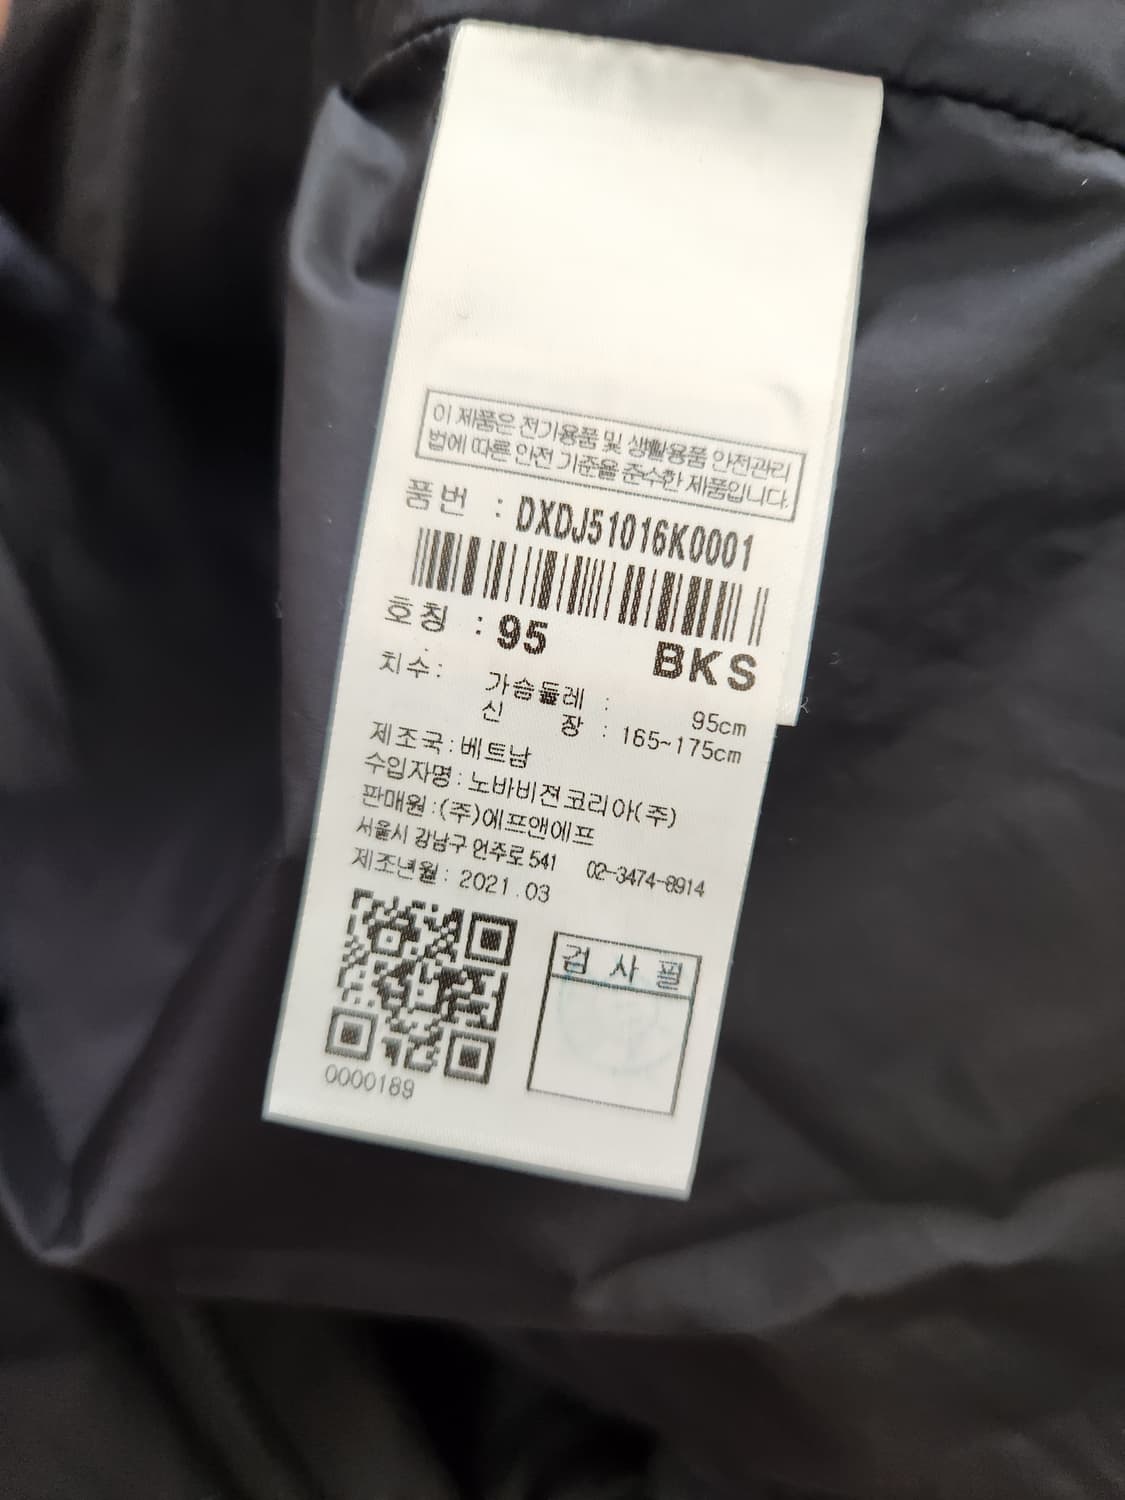 이 제품은 전기용품 및 생활용품 안전관리
법에 따른 안전 기준을 준수한 제품입니다.
품번 : DXDJ51016K0001
호칭 : 95 BKS
치수: 가슴둘레 : 95cm
신 장 : 165~175cm
제조국:베트남
수입자명:노바비젼코리아(주)
판매원:(주)에프앤에프
서울시 강남구 언주로541 02-3474-8914
제조년월: 2021.03
검사필
0000189